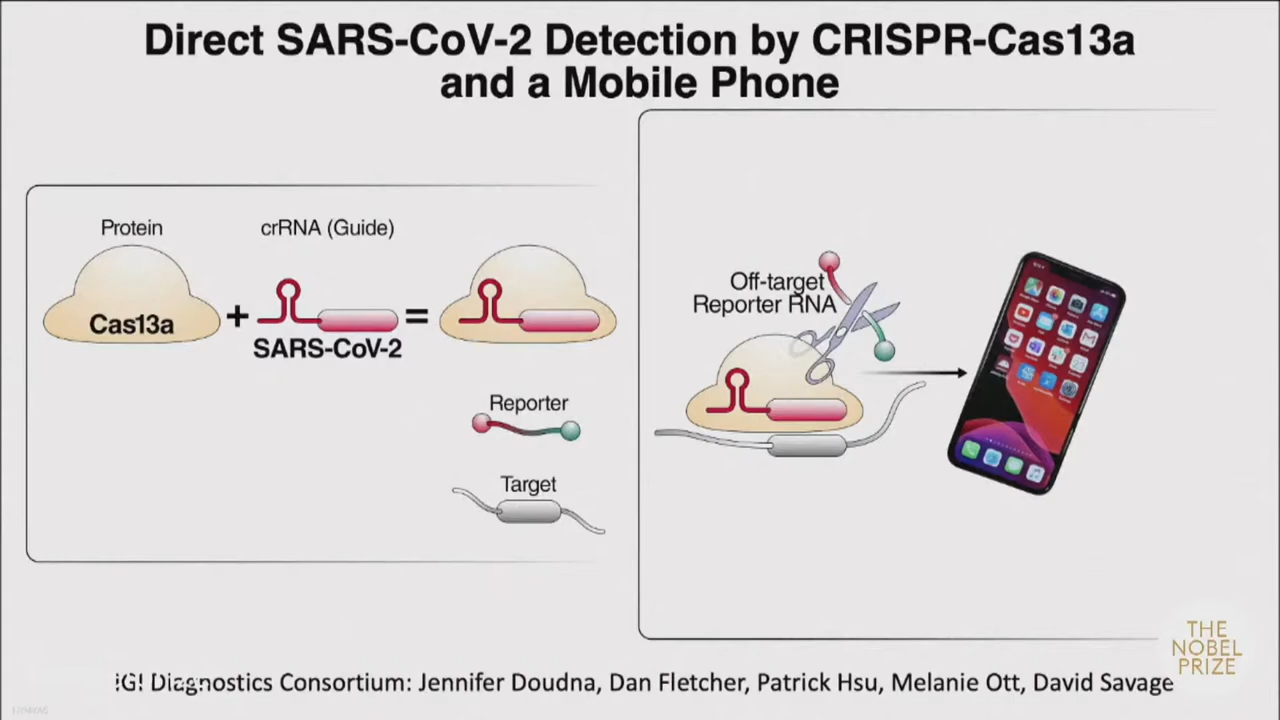 Direct SARS-CoV-2 Detection by CRISPR-Cas13a
and a Mobile Phone
Protein
crRNA (Guide)
Cas13a
+
=
SARS-CoV-2
Reporter
Target
Off-target
Reporter RNA
Diagnostics Consortium: Jennifer Doudna, Dan Fletcher, Patrick Hsu, Melanie Ott, David Savage
THE
NOBEL
PRIZE